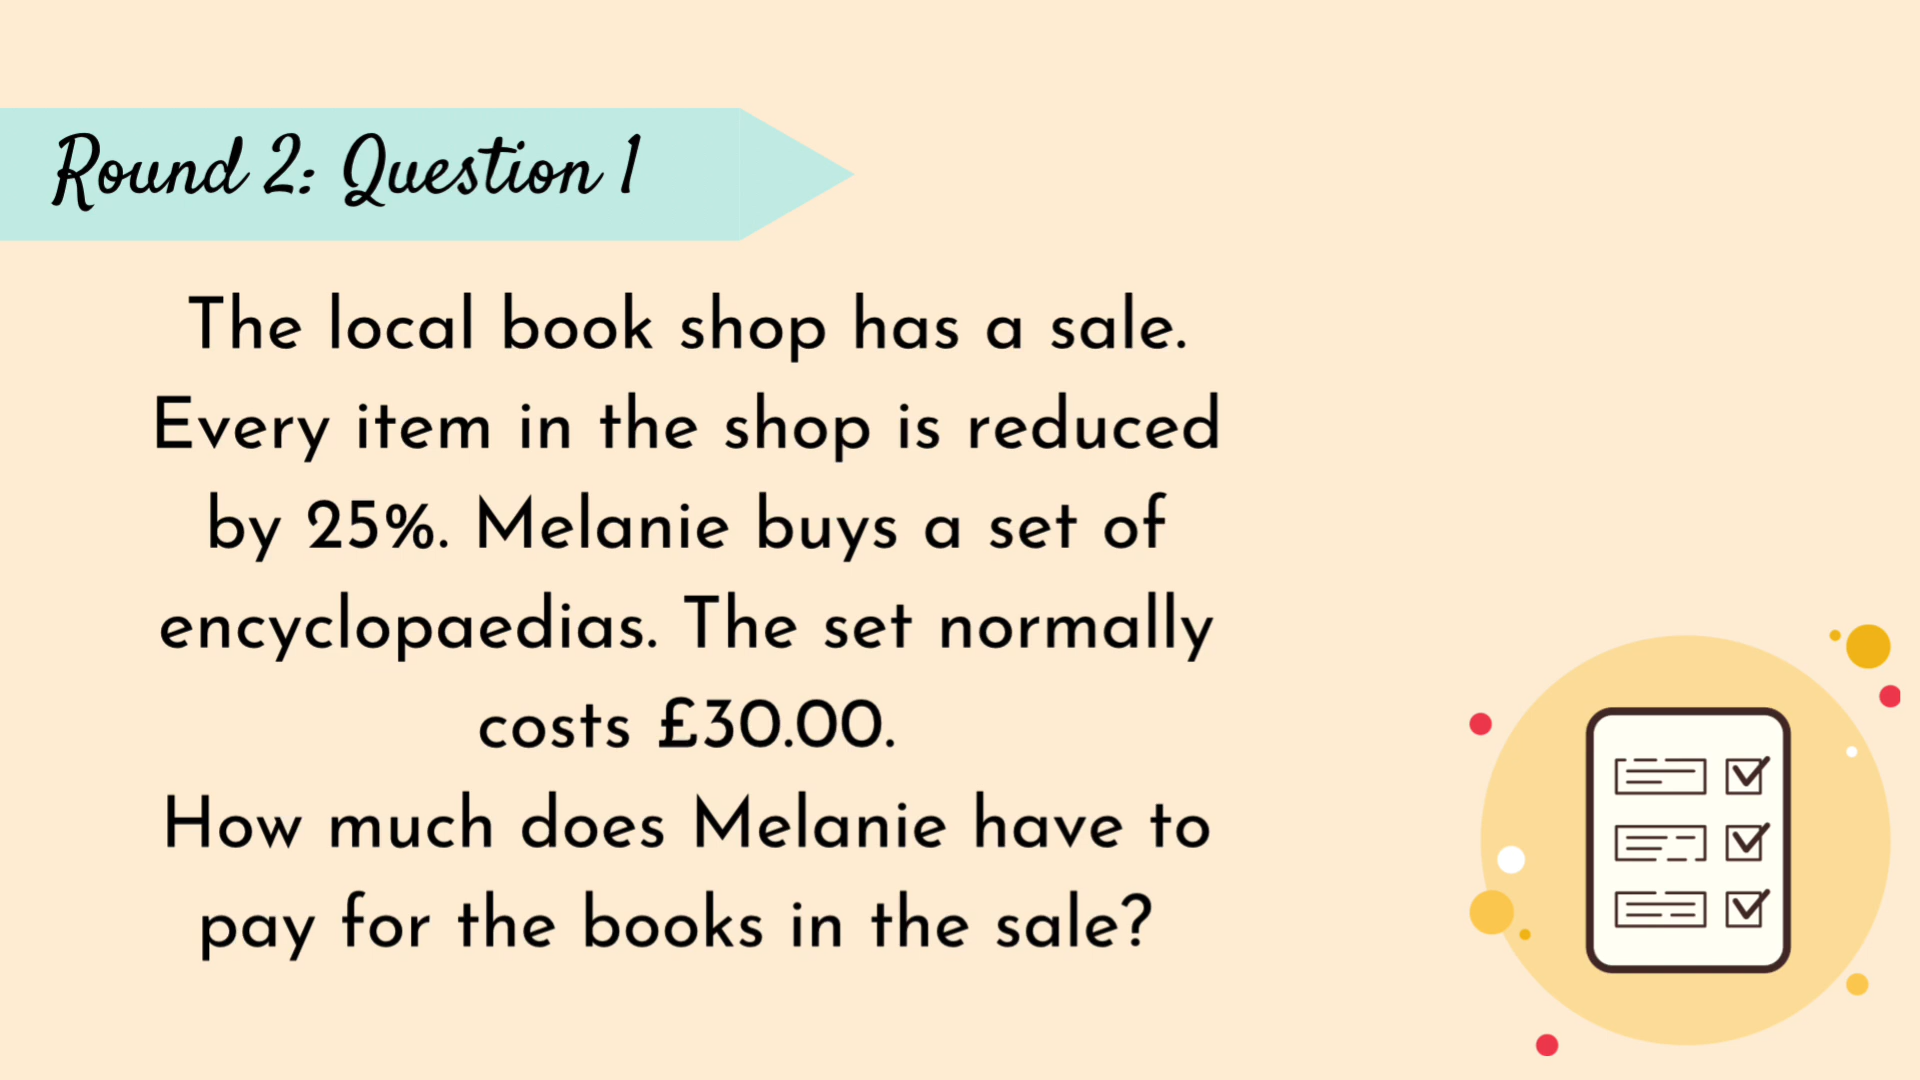 Round 2: Question 1
The local book shop has a sale.
Every item in the shop is reduced
by 25%. Melanie buys a set of
encyclopaedias. The set normally
costs £30.00.
How much does Melanie have to
pay for the books in the sale?